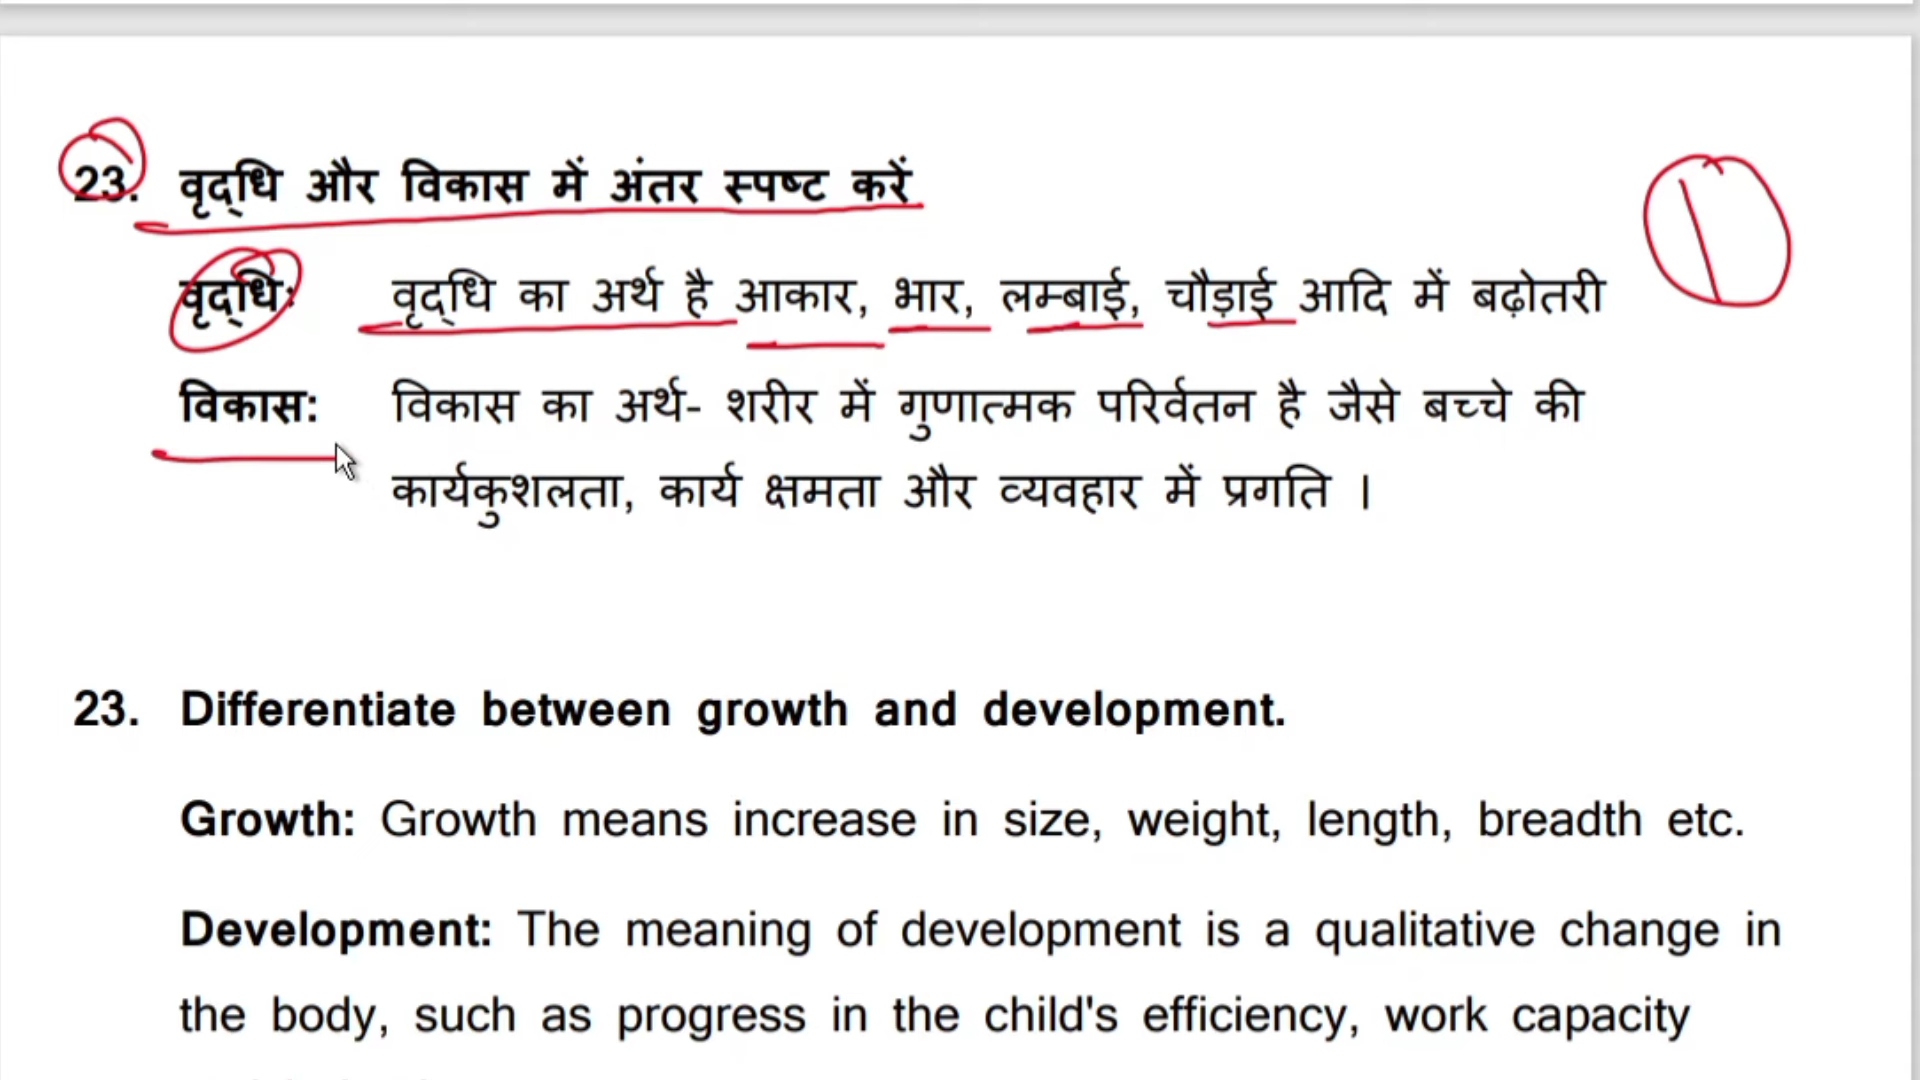 23. वृद्धि और विकास में अंतर स्पष्ट करें
वृद्धि: वृद्धि का अर्थ है आकार, भार, लम्बाई, चौड़ाई आदि में बढ़ोतरी
विकास: विकास का अर्थ- शरीर में गुणात्मक परिर्वतन है जैसे बच्चे की
कार्यकुशलता, कार्य क्षमता और व्यवहार में प्रगति ।
23. Differentiate between growth and development.
Growth: Growth means increase in size, weight, length, breadth etc.
Development: The meaning of development is a qualitative change in
the body, such as progress in the child's efficiency, work capacity